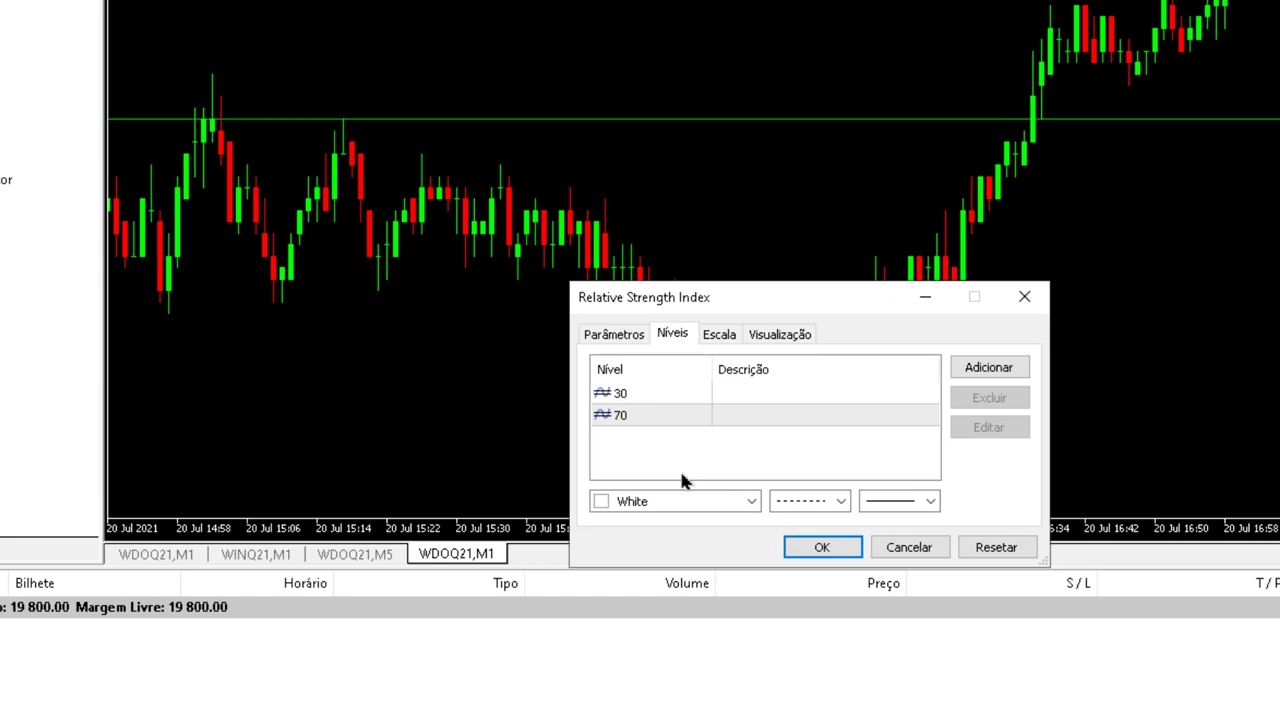 or
Relative Strength Index
Parâmetros Níveis Escala Visualização
Nível Descrição Adicionar
30 Excluir
70 Editar
White
OK Cancelar Resetar
20 Jul 2021 20 Jul 14:58 20 Jul 15:06 20 Jul 15:14 20 Jul 15:22 20 Jul 15:30 20 Jul 15: 6:34 20 Jul 16:42 20 Jul 16:50 20 Jul 16:58
WDOQ21,M1 WINQ21,M1 WDOQ21,M5 WDOQ21,M1
Bilhete Horário Tipo Volume Preço S / L T / P
o: 19 800.00 Margem Livre: 19 800.00